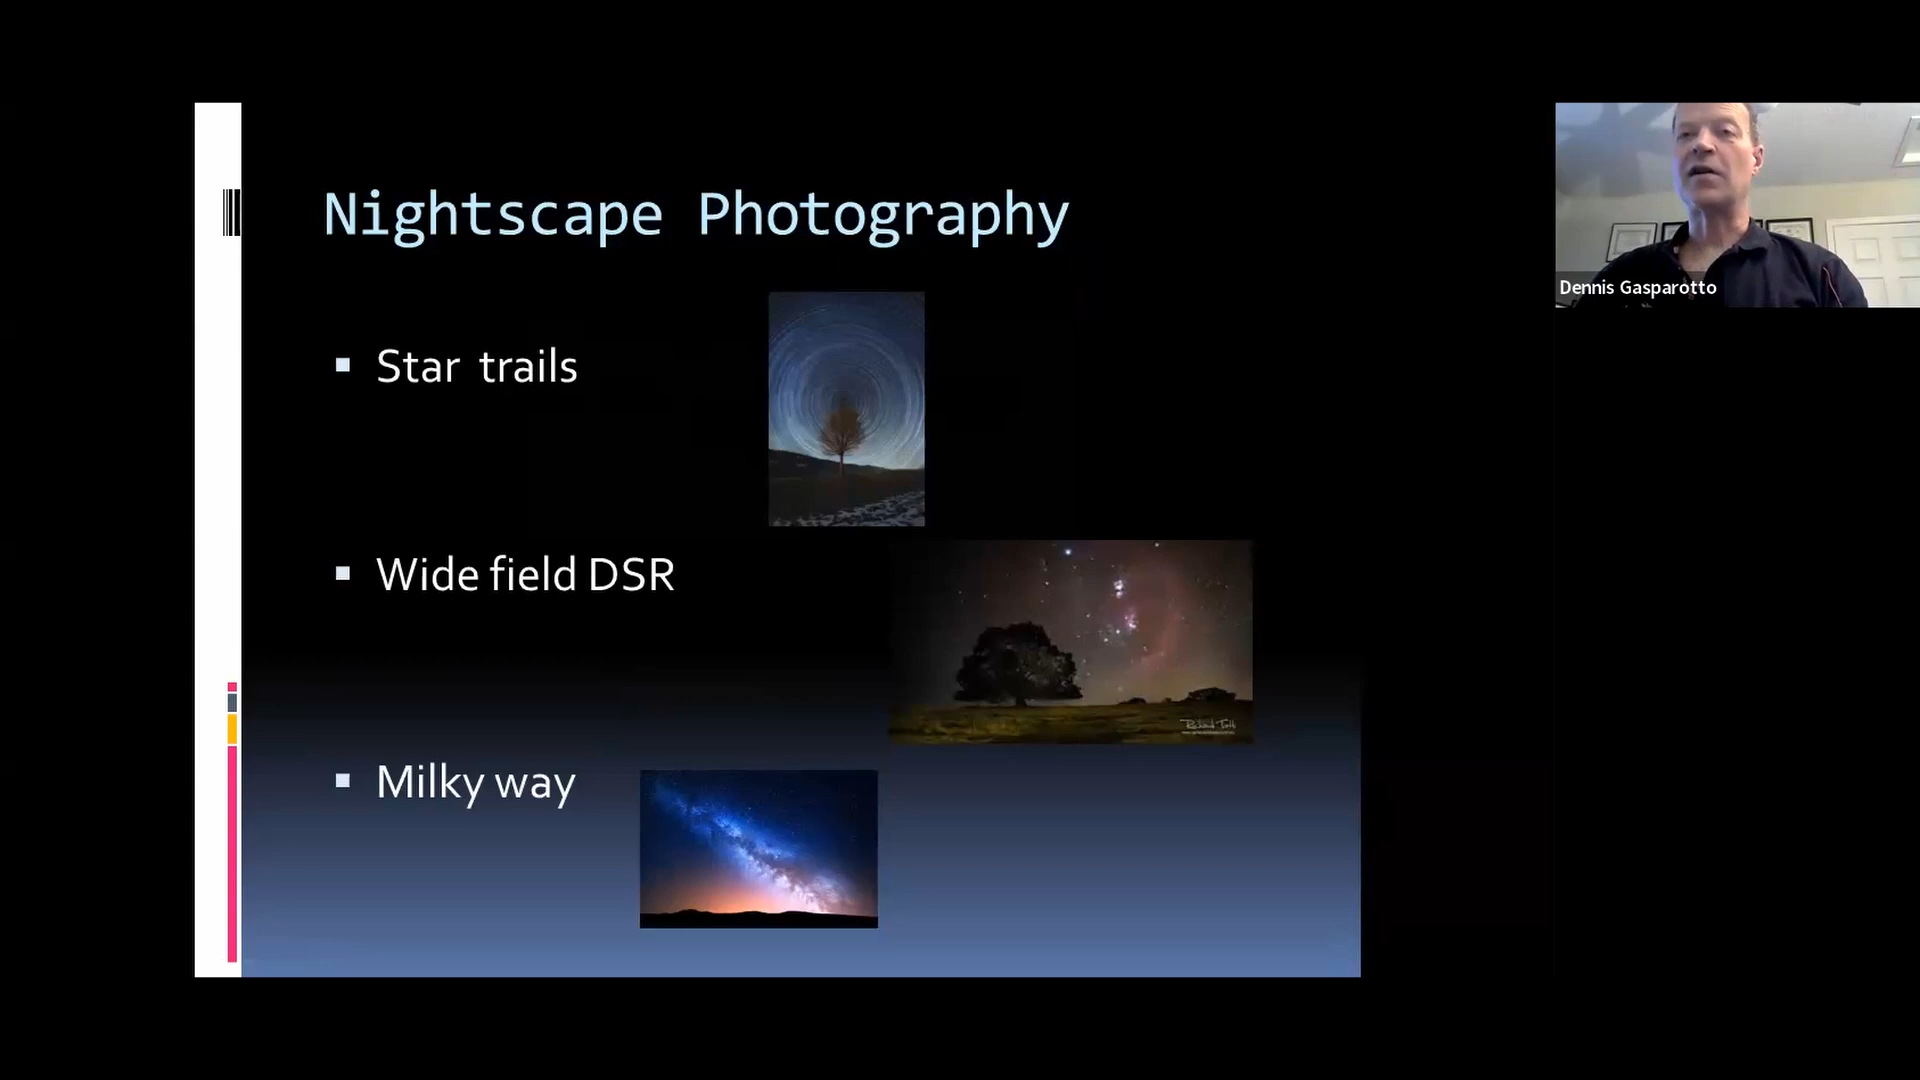 Nightscape Photography
Star trails
Wide field DSR
Milky way
Dennis Gasparotto